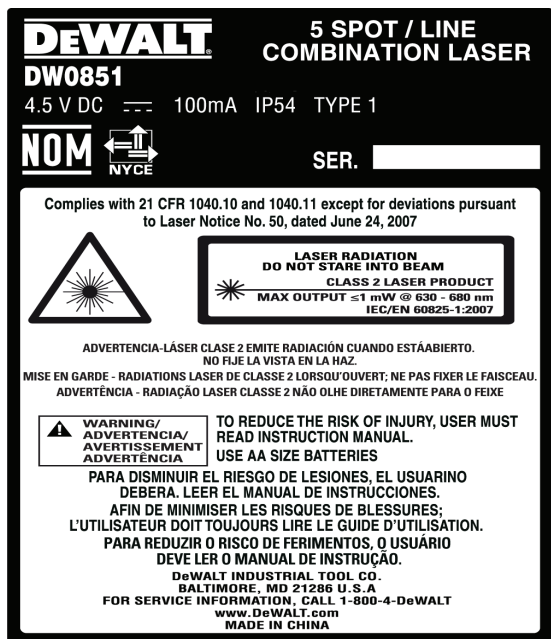 DEWALT
5 SPOT / LINE
COMBINATION LASER
DW0851
4.5 V DC 100mA IP54 TYPE 1
NOM
NYCE
SER.
Complies with 21 CFR 1040.10 and 1040.11 except for deviations pursuant
to Laser Notice No. 50, dated June 24, 2007
LASER RADIATION
DO NOT STARE INTO BEAM
CLASS 2 LASER PRODUCT
MAX OUTPUT ≤1 mW @ 630 - 680 nm
IEC/EN 60825-1:2007
ADVERTENCIA-LÁSER CLASE 2 EMITE RADIACIÓN CUANDO ESTÁABIERTO.
NO FIJE LA VISTA EN LA HAZ.
MISE EN GARDE - RADIATIONS LASER DE CLASSE 2 LORSQU'OUVERT; NE PAS FIXER LE FAISCEAU.
ADVERTÊNCIA - RADIAÇÃO LASER CLASSE 2 NÃO OLHE DIRETAMENTE PARA O FEIXE
WARNING/
ADVERTENCIA/
AVERTISSEMENT
ADVERTÊNCIA
TO REDUCE THE RISK OF INJURY, USER MUST
READ INSTRUCTION MANUAL.
USE AA SIZE BATTERIES
PARA DISMINUIR EL RIESGO DE LESIONES, EL USUARINO
DEBERA. LEER EL MANUAL DE INSTRUCCIONES.
AFIN DE MINIMISER LES RISQUES DE BLESSURES;
L'UTILISATEUR DOIT TOUJOURS LIRE LE GUIDE D'UTILISATION.
PARA REDUZIR O RISCO DE FERIMENTOS, O USUÁRIO
DEVE LER O MANUAL DE INSTRUÇÃO.
DeWALT INDUSTRIAL TOOL CO.
BALTIMORE, MD 21286 U.S.A
FOR SERVICE INFORMATION, CALL 1-800-4-DeWALT
www.DeWALT.com
MADE IN CHINA